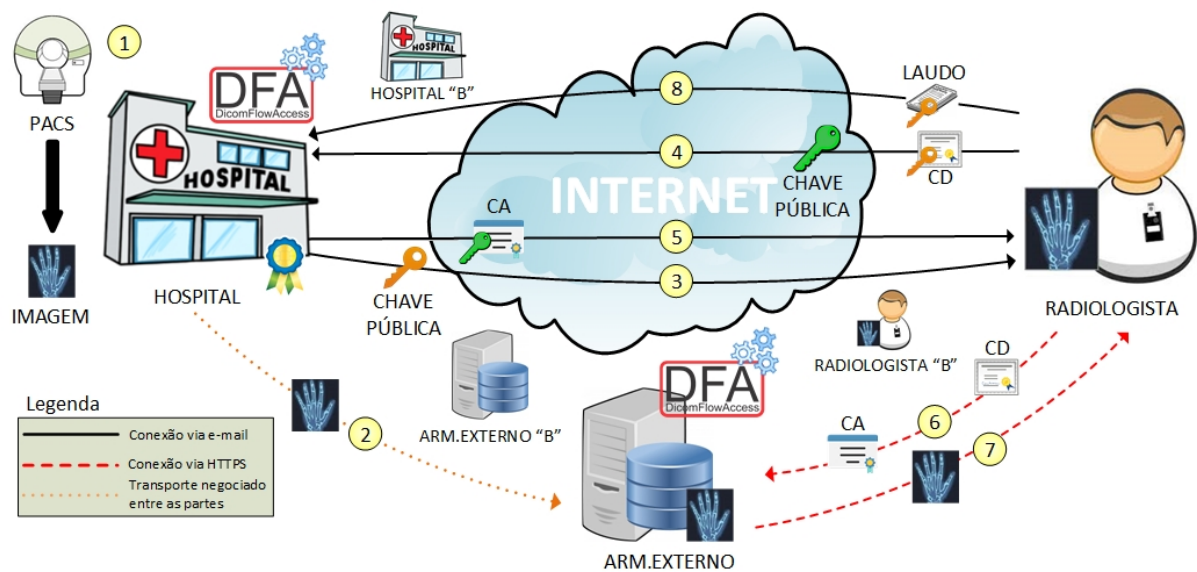 1
PACS
IMAGEM
DFA
DicomFlowAccess
HOSPITAL
HOSPITAL "B"
HOSPITAL
HOSPITAL
INTERNET
8
LAUDO
4
CD
CHAVE
PÚBLICA
CA
5
3
CHAVE
PÚBLICA
RADIOLOGISTA
RADIOLOGISTA "B"
CD
6
CA
7
2
ARM.EXTERNO "B"
DFA
DicomFlowAccess
ARM.EXTERNO
Legenda
Conexão via e-mail
Conexão via HTTPS
Transporte negociado
entre as partes